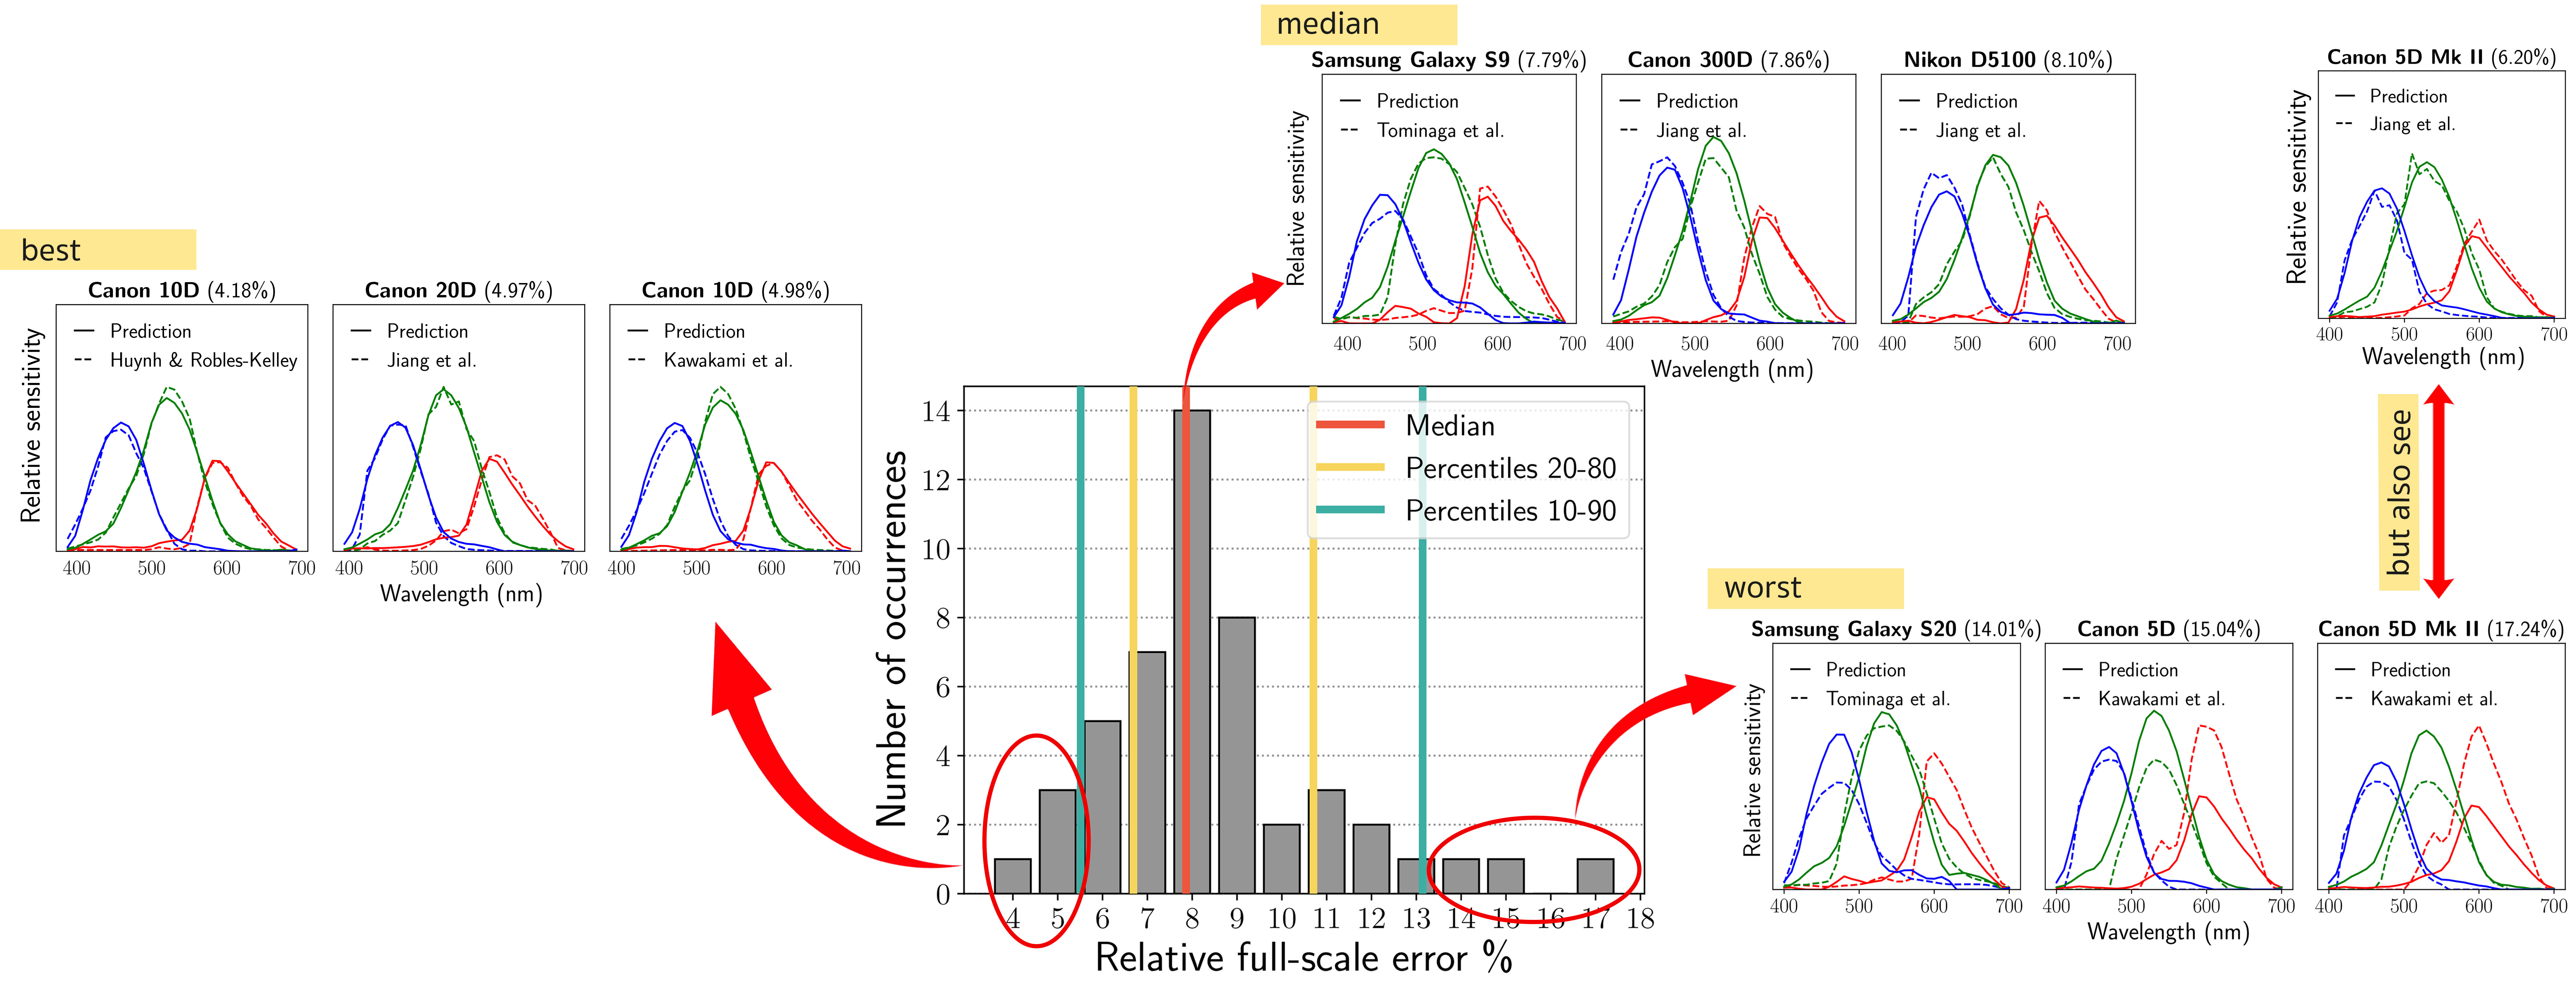 median
Samsung Galaxy S9 (7.79%)
Canon 300D (7.86%)
Nikon D5100 (8.10%)
Canon 5D Mk II (6.20%)
Relative sensitivity
Prediction
Tominaga et al.
Prediction
Jiang et al.
Prediction
Jiang et al.
Relative sensitivity
Prediction
Jiang et al.
400 500 600 700
400 500 600 700
400 500 600 700
Wavelength (nm)
400 500 600 700
Wavelength (nm)
best
Canon 10D (4.18%)
Canon 20D (4.97%)
Canon 10D (4.98%)
Relative sensitivity
Prediction
Huynh & Robles-Kelley
Prediction
Jiang et al.
Prediction
Kawakami et al.
400 500 600 700
400 500 600 700
400 500 600 700
Wavelength (nm)
Number of occurrences
14
12
10
8
6
4
2
0
Median
Percentiles 20-80
Percentiles 10-90
4 5 6 7 8 9 10 11 12 13 14 15 16 17 18
Relative full-scale error %
but also see
worst
Samsung Galaxy S20 (14.01%)
Canon 5D (15.04%)
Canon 5D Mk II (17.24%)
Relative sensitivity
Prediction
Tominaga et al.
Prediction
Kawakami et al.
Prediction
Kawakami et al.
400 500 600 700
400 500 600 700
400 500 600 700
Wavelength (nm)